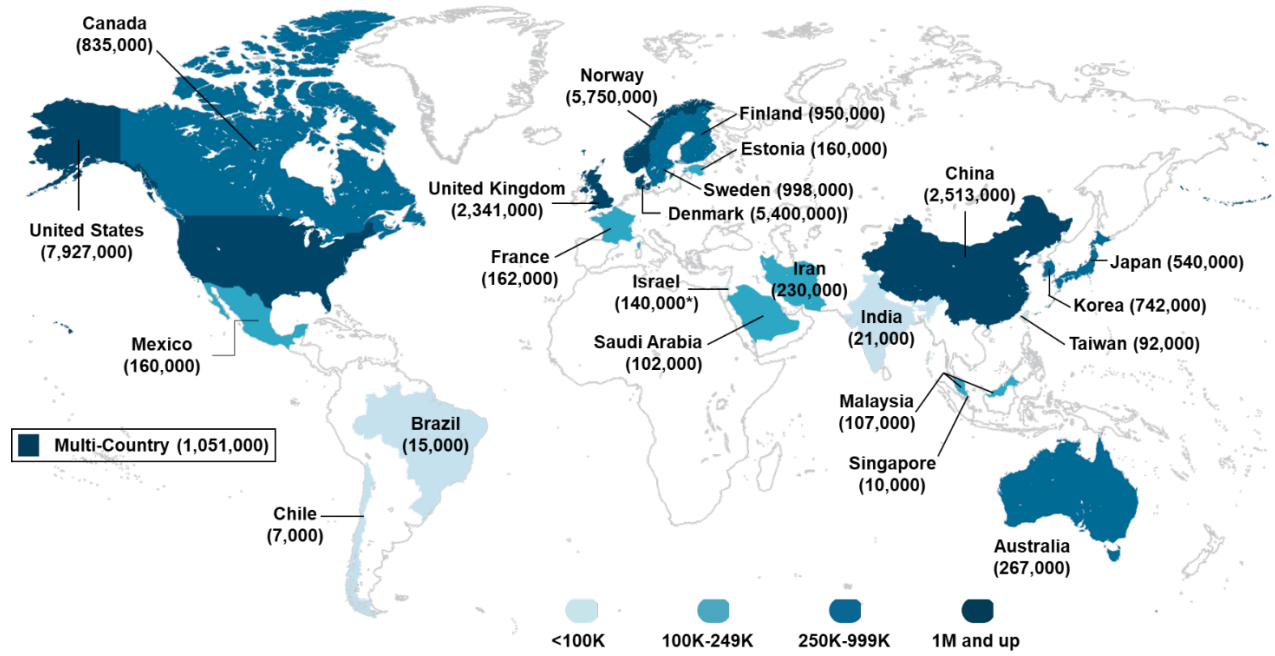 Canada
(835,000)
Norway
(5,750,000)
Finland (950,000)
Estonia (160,000)
China
(2,513,000)
United Kingdom
(2,341,000)
Sweden (998,000)
Denmark (5,400,000))
United States
(7,927,000)
France
(162,000)
Iran
(230,000)
Japan (540,000)
Israel
(140,000*)
Korea (742,000)
India
(21,000)
Saudi Arabia
(102,000)
Taiwan (92,000)
Mexico
(160,000)
Malaysia
(107,000)
Brazil
(15,000)
Multi-Country (1,051,000)
Singapore
(10,000)
Chile
(7,000)
Australia
(267,000)
<100K
100K-249K
250K-999K
1M and up